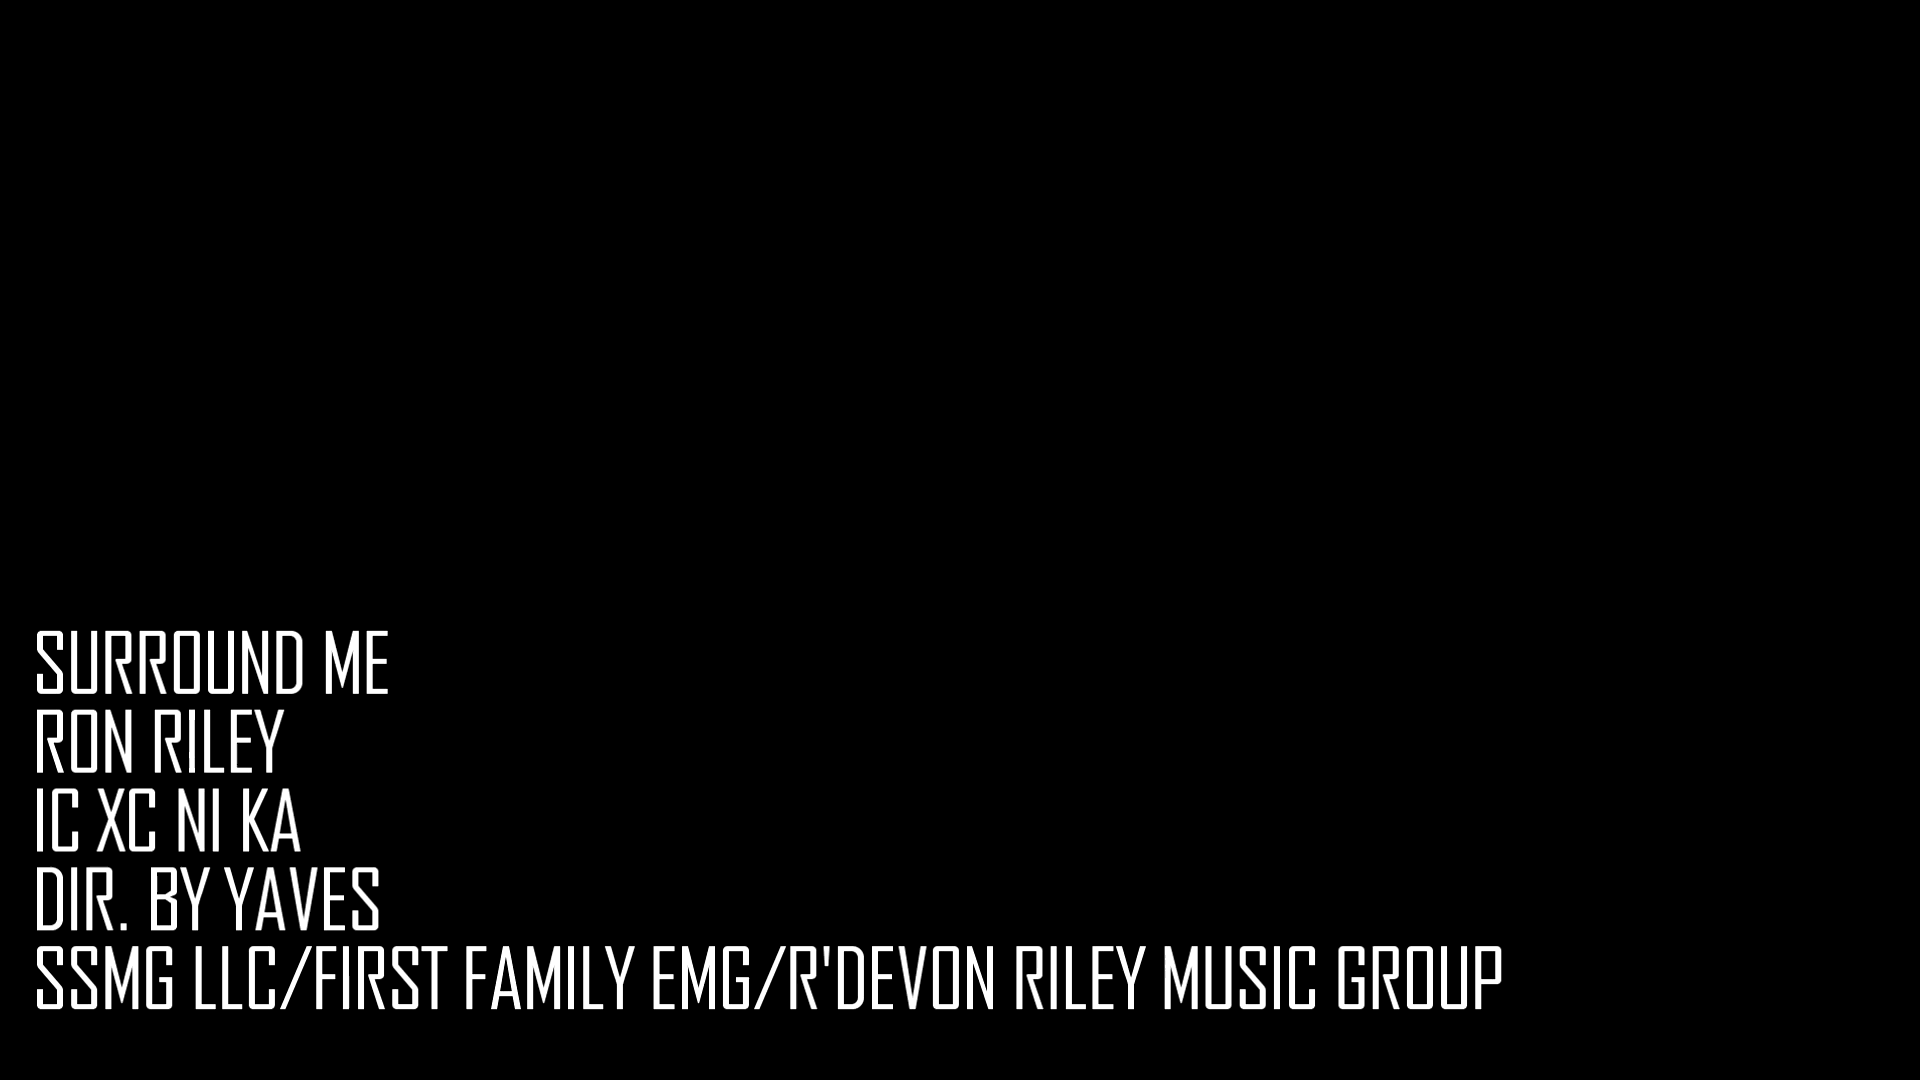 SURROUND ME
RON RILEY
IC XC NI KA
DIR. BY YAVES
SSMG LLC/FIRST FAMILY EMG/R'DEVON RILEY MUSIC GROUP